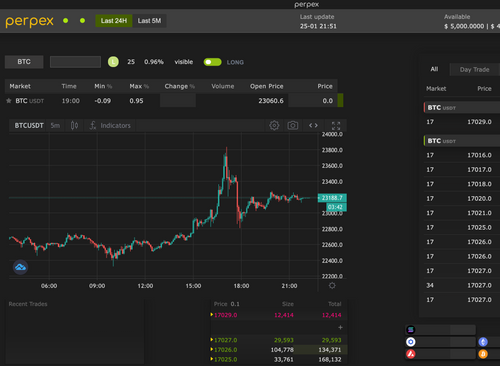 perpex
perpex
Last 24H
Last 5M
Last update
25-01 21:51
Available
$ 5,000.0000 | $ 4
BTC
25
0.96%
visible
LONG
All
Day Trade
Market Time Min % Max % Change % Volume Open Price Price
BTC USDT 19:00 -0.09 0.95 23060.6 0.0
Market Price
BTC USDT
17 17029.0
BTC USDT
17 17016.0
17 17017.0
17 17018.0
17 17020.0
17 17021.0
17 17025.0
17 17026.0
17 17026.0
17 17027.0
34 17027.0
17 17027.0
BTCUSDT 5m Indicators
24000.0
23800.0
23600.0
23400.0
23188.7
03:42
23000.0
22800.0
22600.0
22400.0
22200.0
06:00 09:00 12:00 15:00 18:00 21:00
Recent Trades
Price: 0.1 Size Total
17029.0 12,414 12,414
+
17027.0 29,593 29,593
17026.0 104,778 134,371
17025.0 33,761 168,132